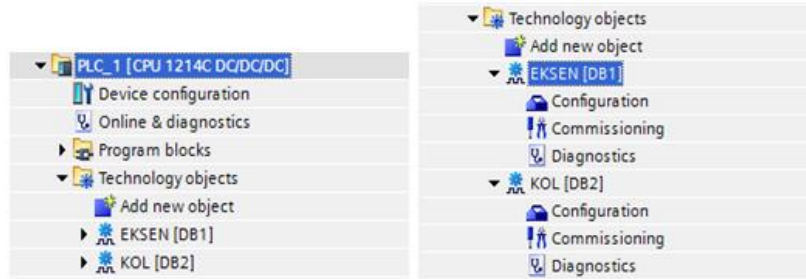 PLC_1 [CPU 1214C DC/DC/DC]
Device configuration
Online & diagnostics
Program blocks
Technology objects
Add new object
EKSEN [DB1]
KOL [DB2]
Technology objects
Add new object
EKSEN [DB1]
Configuration
Commissioning
Diagnostics
KOL [DB2]
Configuration
Commissioning
Diagnostics